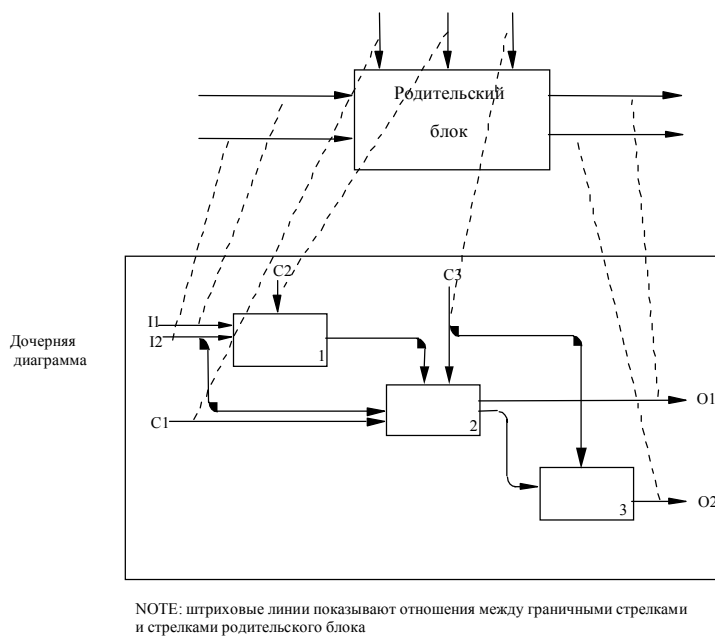 Родительский
блок
C2
C3
I1
I2
1
Дочерняя
диаграмма
C1
2
O1
3
O2
NOTE: штриховые линии показывают отношения между граничными стрелками
и стрелками родительского блока